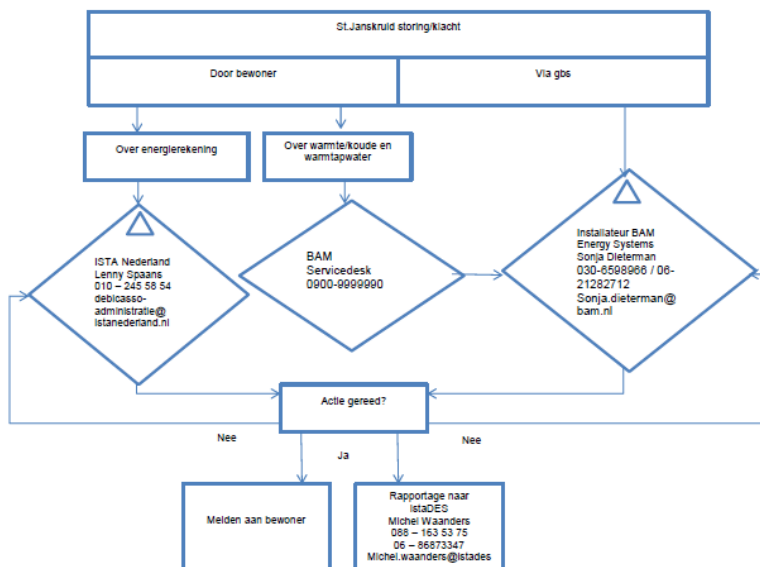 St.Janskruid storing/klacht
Door bewoner
Via gbs
Over energierekening
Over warmte/koude en
warmtapwater
ISTA Nederland
Lenny Spaans
010 – 245 58 54
debicasso-
administratie@
istanederland.nl
BAM
Servicedesk
0900-9999990
Installateur BAM
Energy Systems
Sonja Dieterman
030-6598966 / 06-
21282712
Sonja.dieterman@
bam.nl
Actie gereed?
Nee
Ja
Nee
Melden aan bewoner
Rapportage naar
istaDES
Michel Waanders
088 – 163 53 75
06 – 86873347
Michel.waanders@istades